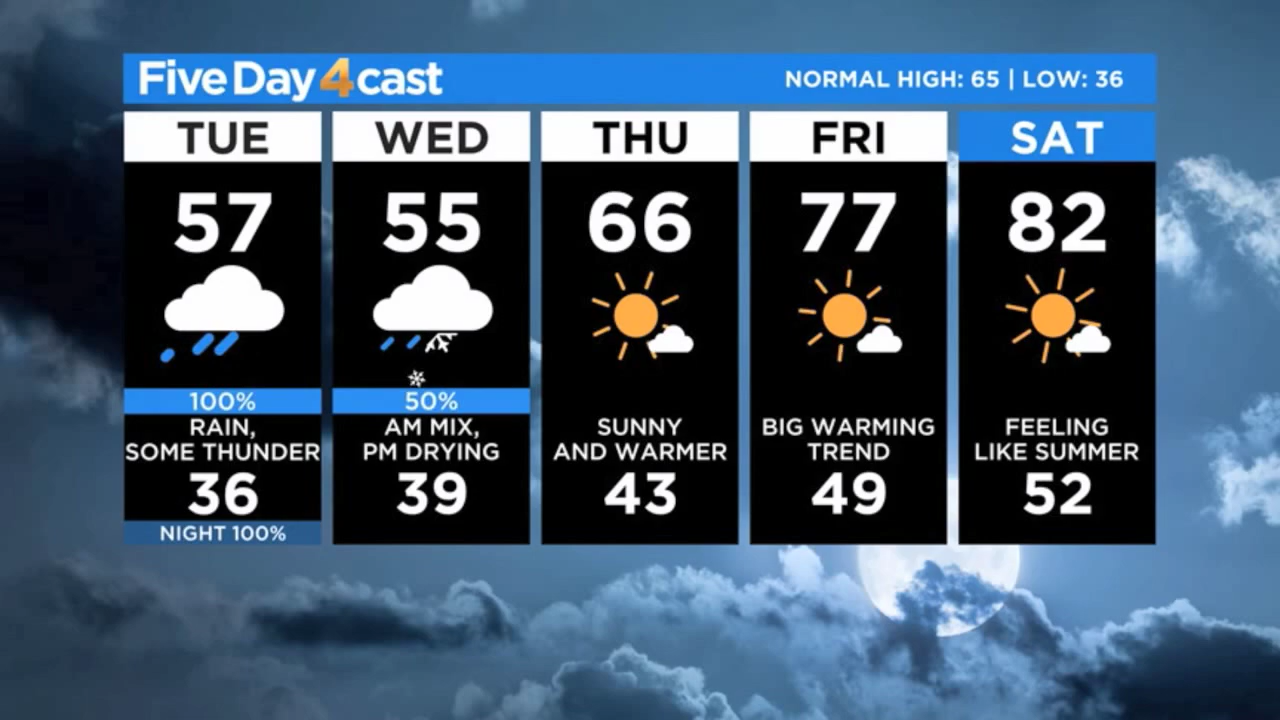 Five Day 4cast
NORMAL HIGH: 65 | LOW: 36
TUE
57
100%
RAIN,
SOME THUNDER
36
NIGHT 100%
WED
55
50%
AM MIX,
PM DRYING
39
THU
66
SUNNY
AND WARMER
43
FRI
77
BIG WARMING
TREND
49
SAT
82
FEELING
LIKE SUMMER
52